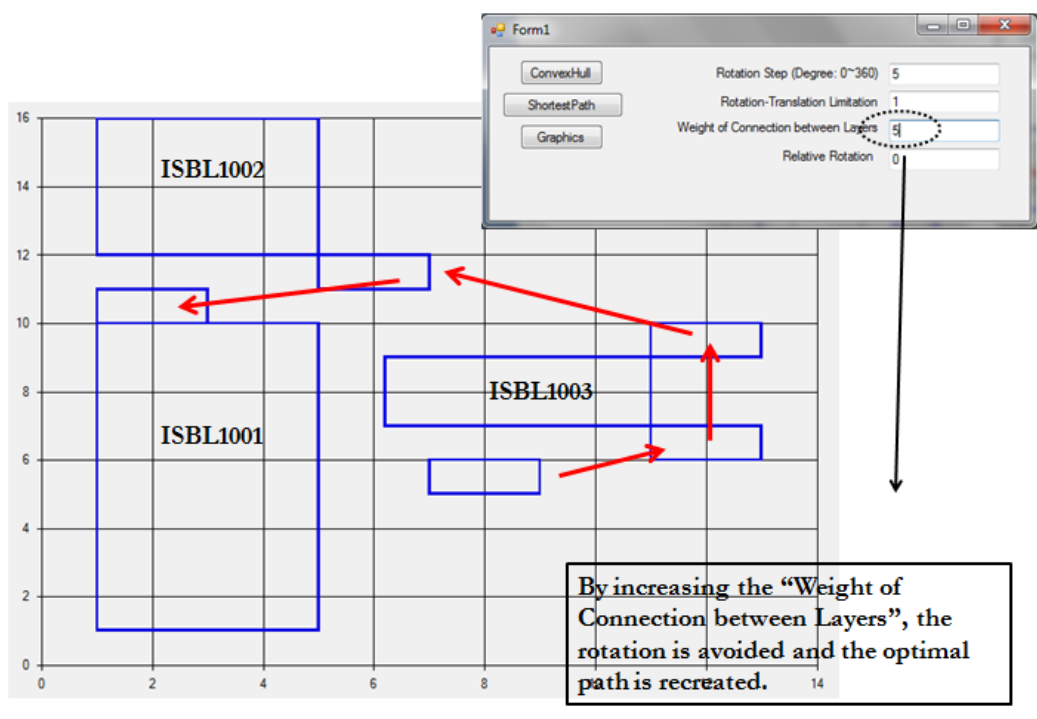 Form1
ConvexHull
Rotation Step (Degree: 0~360) 5
ShortestPath
Rotation-Translation Limitation 1
Graphics
Weight of Connection between Layers 5
Relative Rotation 0
16
14
12
10
8
6
4
2
0
ISBL1002
ISBL1003
ISBL1001
0 2 4 6 8 10 12 14
By increasing the “Weight of
Connection between Layers”, the
rotation is avoided and the optimal
path is recreated.